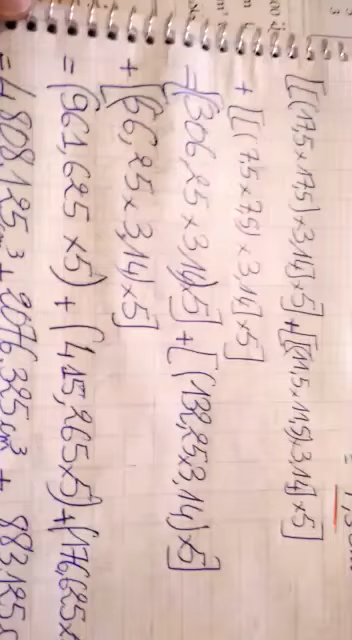 [[(17,5 x 17,5) x 3,14] x 5] + [[(11,5 x 11,5) x 3,14] x 5]
+ [[(7,5 x 7,5) x 3,14] x 5]
= [(306,25 x 3,14) x 5] + [(132,25 x 3,14) x 5]
+ [(56,25 x 3,14) x 5]
= (961,625 x 5) + (415,265 x 5) + (176,625 x
= 4 808,125 cm³ + 2076,325 cm³ + 883,125